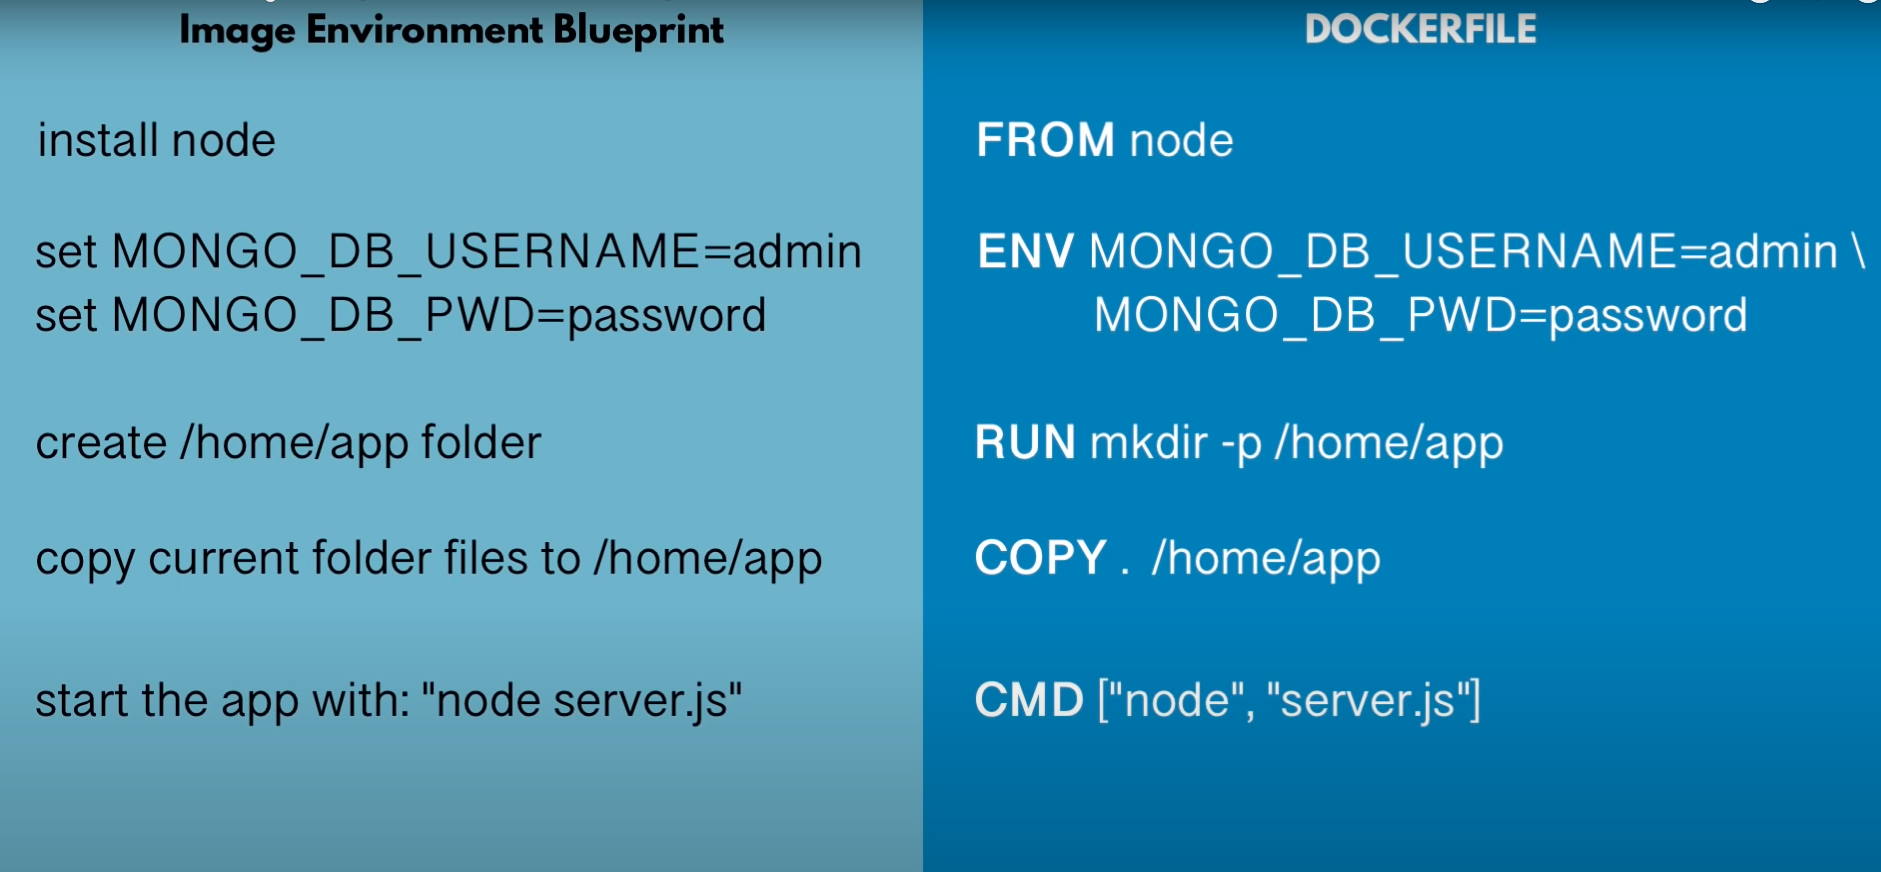 Image Environment Blueprint
install node
set MONGO_DB_USERNAME=admin
set MONGO_DB_PWD=password
create /home/app folder
copy current folder files to /home/app
start the app with: "node server.js"
DOCKERFILE
FROM node
ENV MONGO_DB_USERNAME=admin \
MONGO_DB_PWD=password
RUN mkdir -p /home/app
COPY . /home/app
CMD ["node", "server.js"]